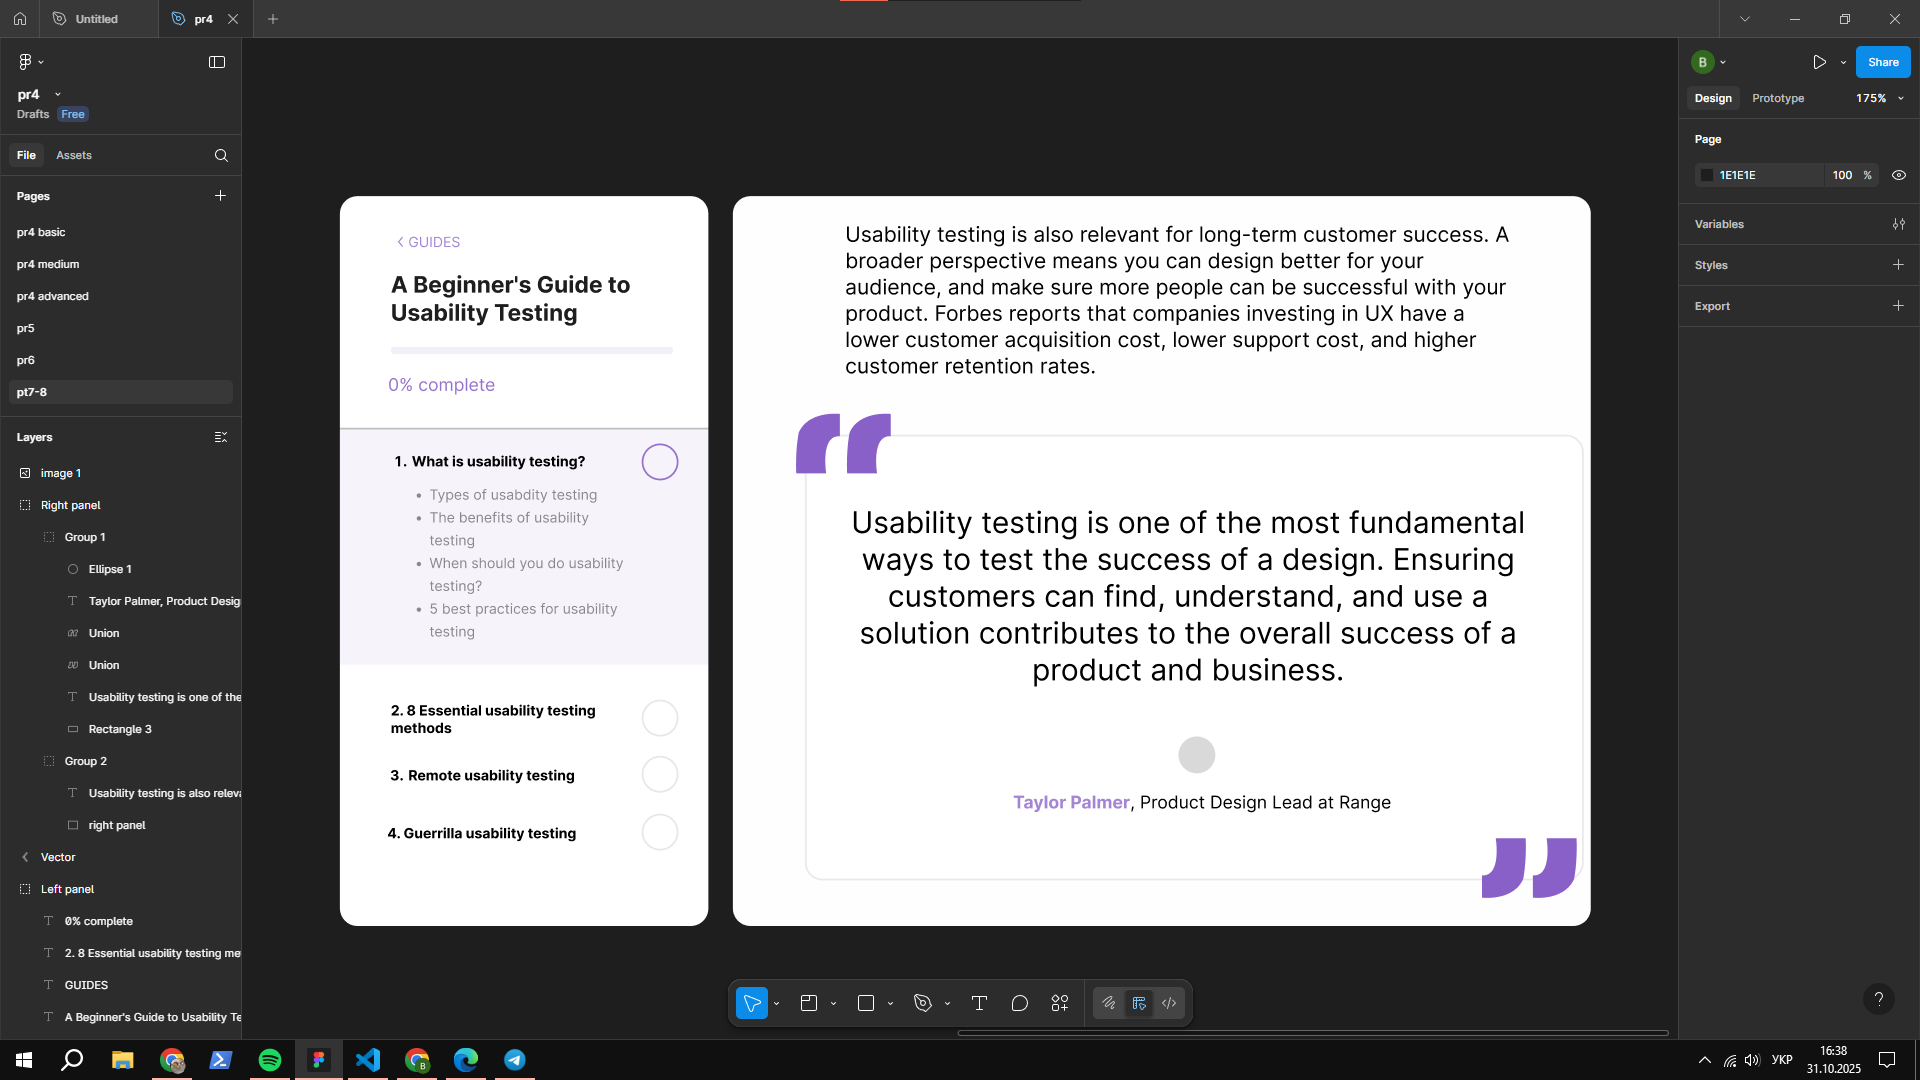 Untitled
pr4
pr4
Drafts Free
File Assets
Pages
pr4 basic
pr4 medium
pr4 advanced
pr5
pr6
pt7-8
Layers
image 1
Right panel
Group 1
Ellipse 1
Taylor Palmer, Product Desig
Union
Union
Usability testing is one of the
Rectangle 3
Group 2
Usability testing is also releva
right panel
Vector
Left panel
0% complete
2. 8 Essential usability testing me
GUIDES
A Beginner's Guide to Usability Te
GUIDES
A Beginner's Guide to
Usability Testing
0% complete
1. What is usability testing?
• Types of usabdity testing
• The benefits of usability
testing
• When should you do usability
testing?
• 5 best practices for usability
testing
2. 8 Essential usability testing
methods
3. Remote usability testing
4. Guerrilla usability testing
Usability testing is also relevant for long-term customer success. A
broader perspective means you can design better for your
audience, and make sure more people can be successful with your
product. Forbes reports that companies investing in UX have a
lower customer acquisition cost, lower support cost, and higher
customer retention rates.
Usability testing is one of the most fundamental
ways to test the success of a design. Ensuring
customers can find, understand, and use a
solution contributes to the overall success of a
product and business.
Taylor Palmer, Product Design Lead at Range
B
Share
Design Prototype 175%
Page
1E1E1E 100 %
Variables
Styles
Export
?
B
УКР
16:38
31.10.2025